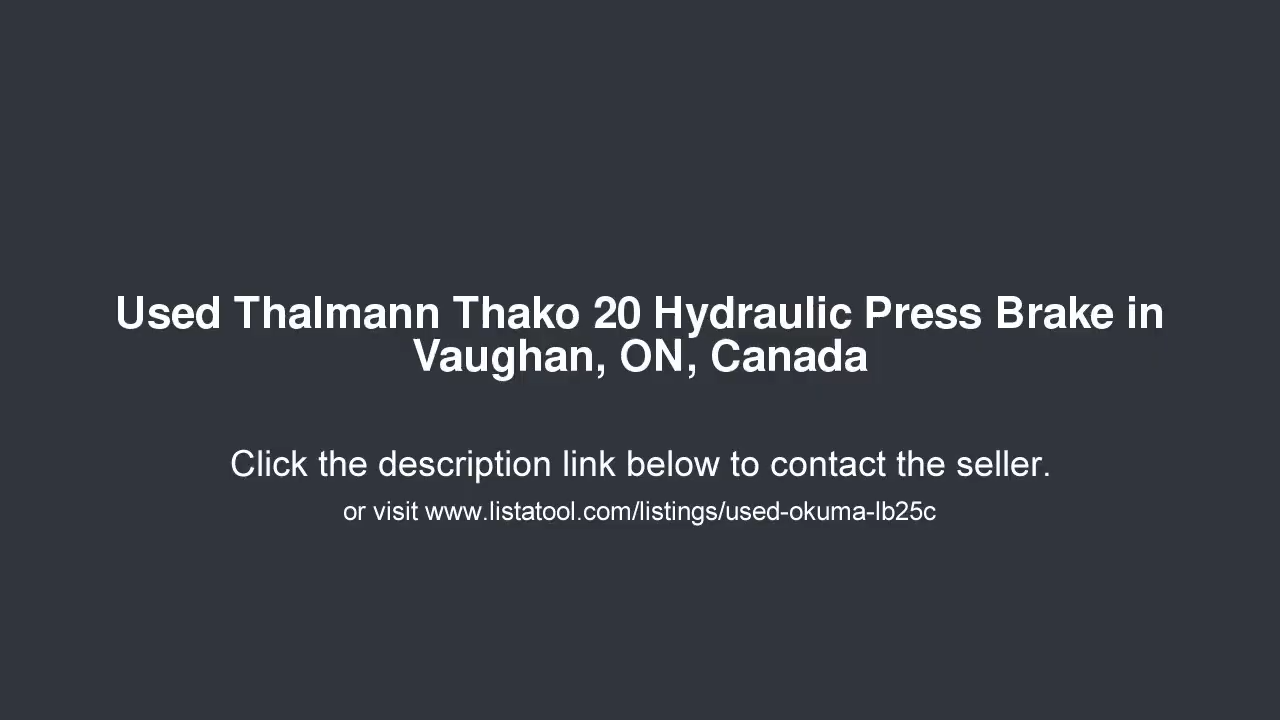 Used Thalmann Thako 20 Hydraulic Press Brake in
Vaughan, ON, Canada
Click the description link below to contact the seller.
or visit www.listatool.com/listings/used-okuma-lb25c